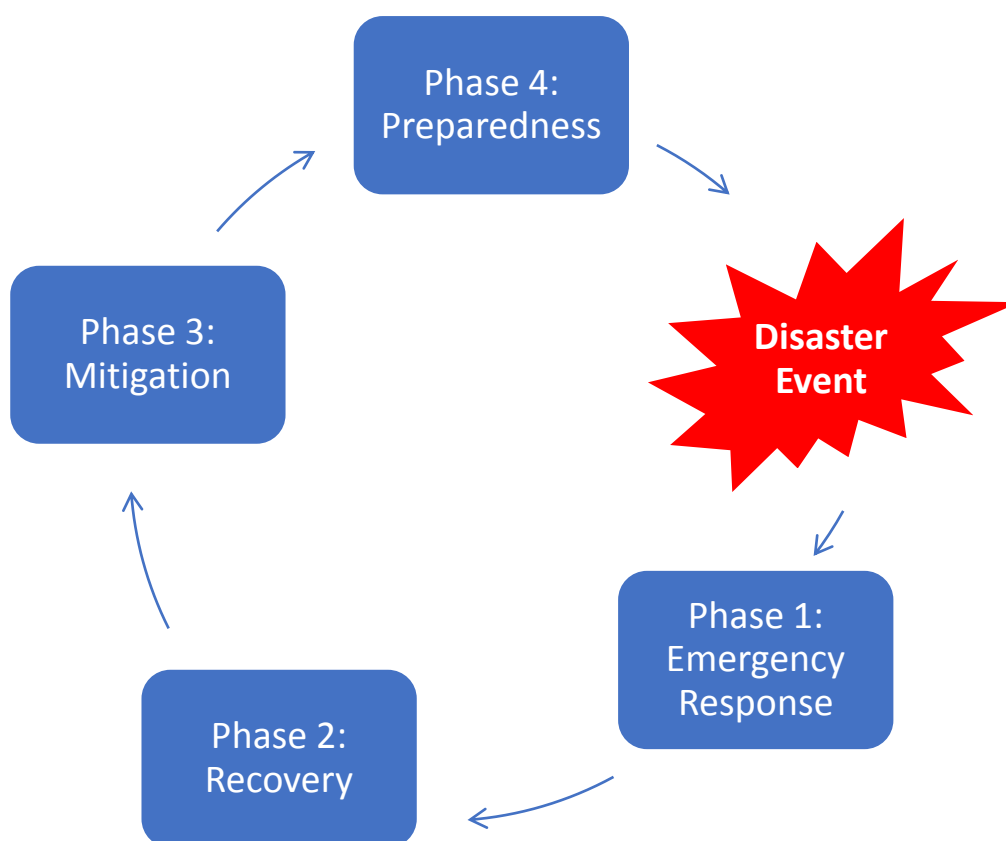 Phase 4:
Preparedness
Disaster
Event
Phase 1:
Emergency
Response
Phase 2:
Recovery
Phase 3:
Mitigation